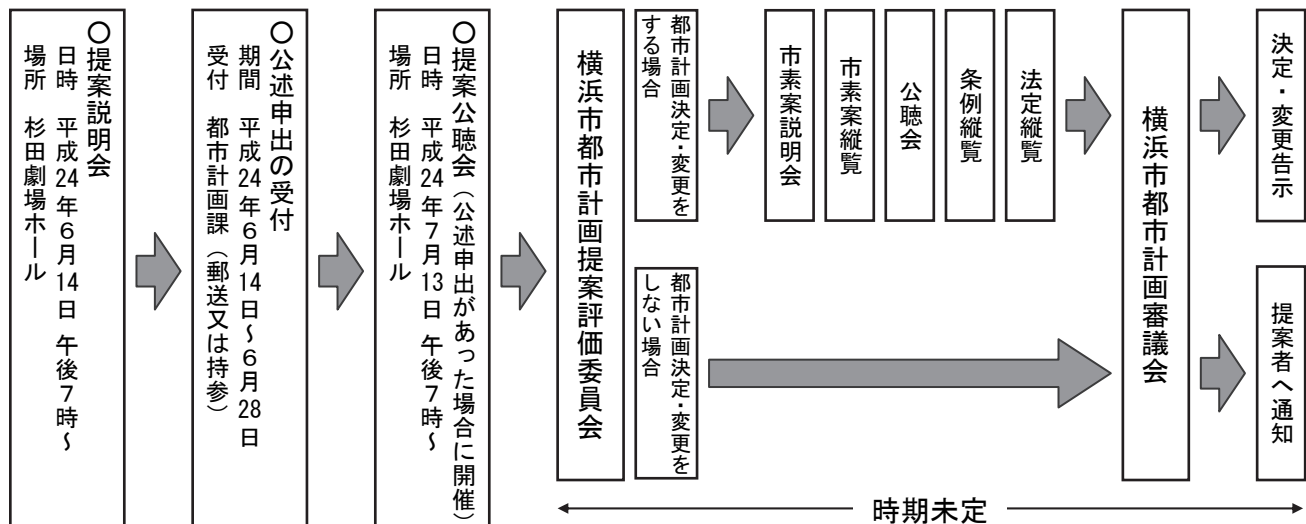 〇提案説明会
日時 平成24年6月14日 午後7時～
場所 杉田劇場ホール
〇公述申出の受付
期間 平成24年6月14日～6月28日
受付 都市計画課（郵送又は持参）
〇提案公聴会（公述申出があった場合に開催）
日時 平成24年7月13日 午後7時～
場所 杉田劇場ホール
横浜市都市計画提案評価委員会
都市計画決定・変更を
する場合
市素案説明会
市素案縦覧
公聴会
条例縦覧
法定縦覧
都市計画決定・変更を
しない場合
横浜市都市計画審議会
決定・変更告示
提案者へ通知
時期未定